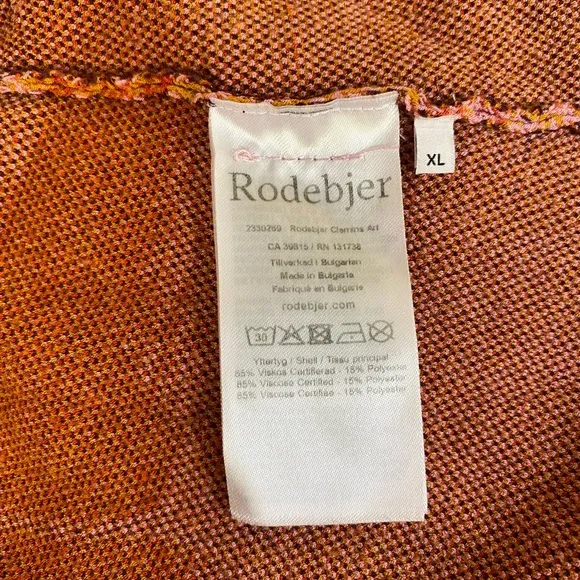 Rodebjer
XL
2330269 Rodebjer Clemms Art
CA 39815 / RN 131738
Tillverkad i Bulgarien
Made in Bulgaria
Fabriqué en Bulgarie
rodebjer.com
30
Yttertyg / Shell / Tissu principal
85% Viskos Certifierad - 15% Polyester
85% Viscose Certified - 15% Polyester
85% Viscose Certifiée - 15% Polyester